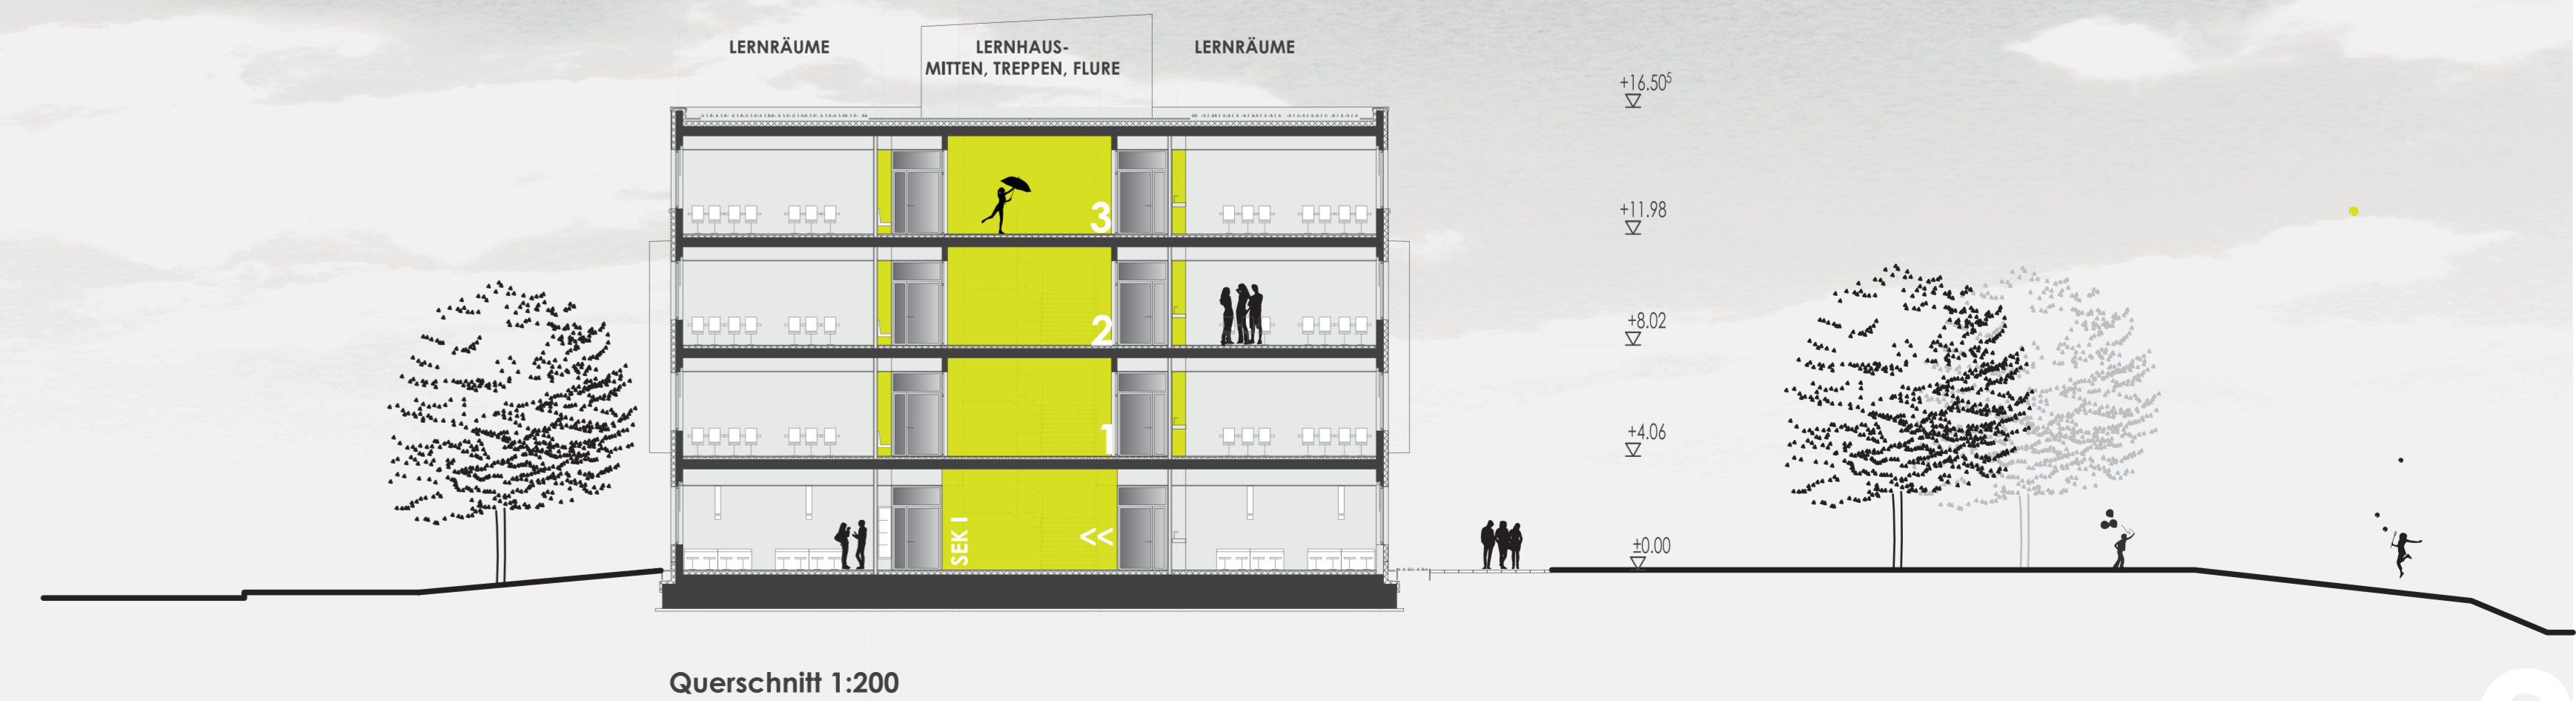 LERNRÄUME
LERNHAUS-
MITTEN, TREPPEN, FLURE
LERNRÄUME
+16.50⁵
+11.98
+8.02
+4.06
±0.00
3
2
1
SEK I
<<
Querschnitt 1:200